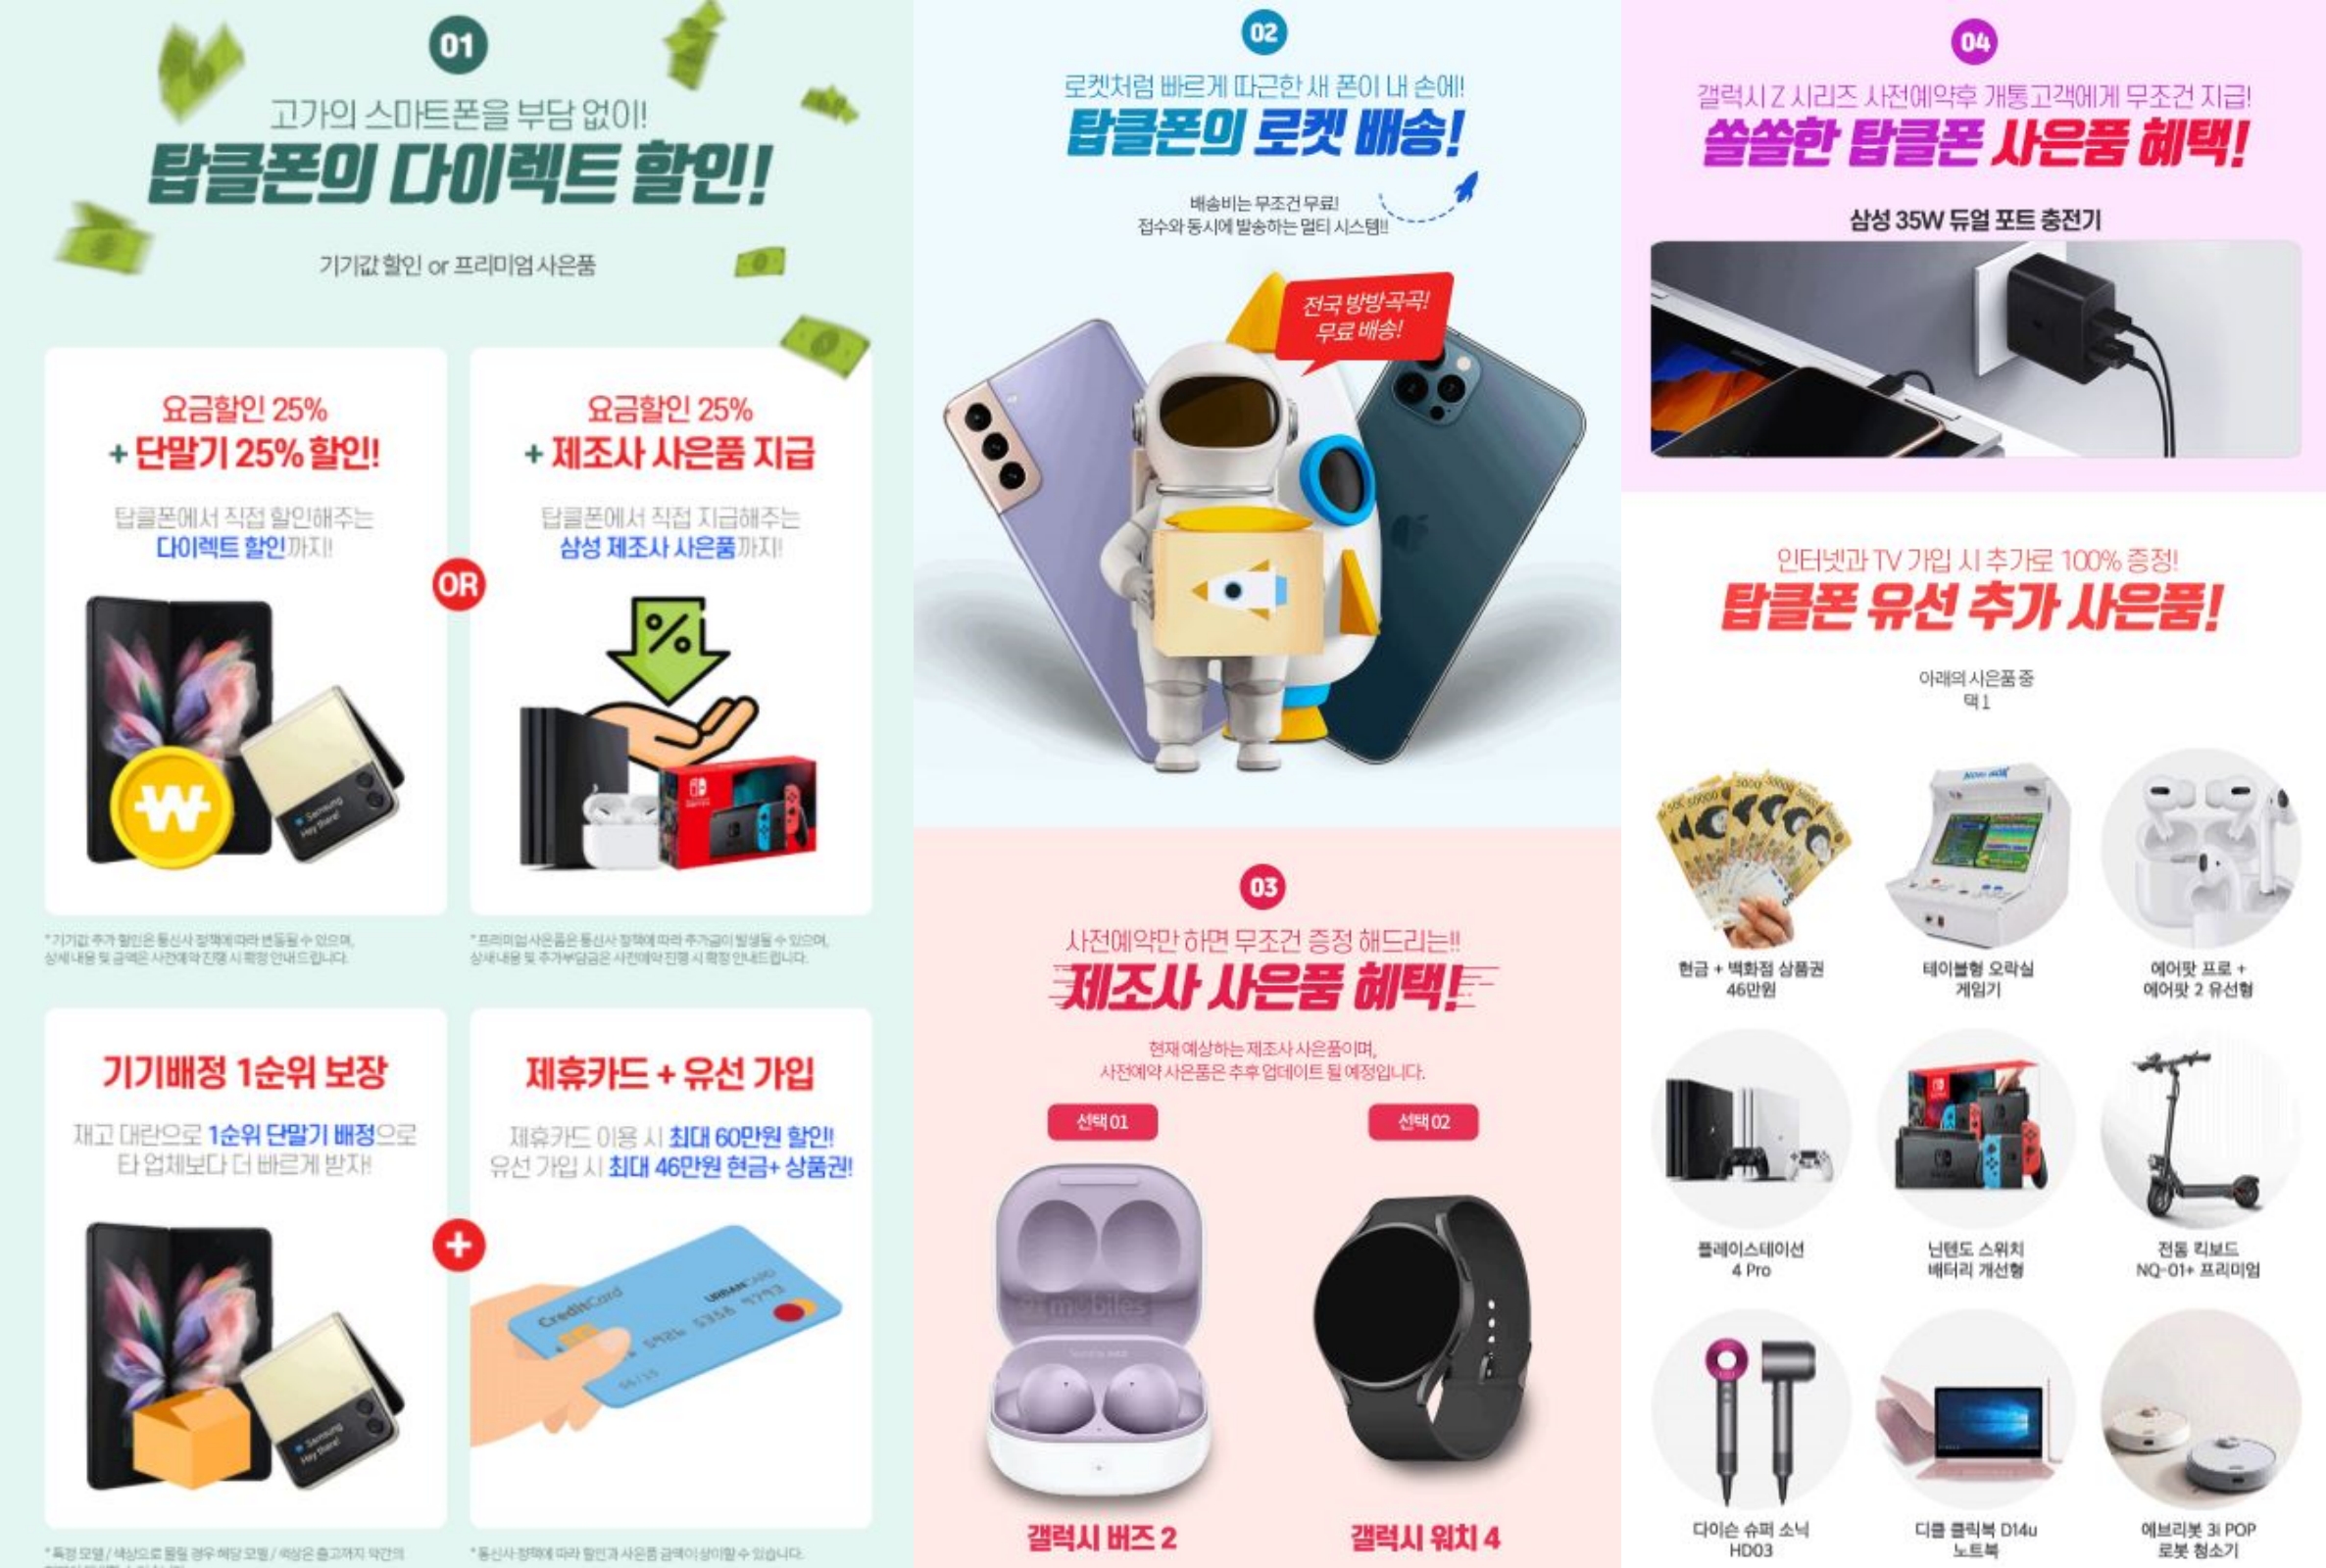 01
고가의 스마트폰을 부담 없이!
탑클폰의 다이렉트 할인!
기기값 할인 or 프리미엄 사은품
요금할인 25%
+ 단말기 25% 할인!
탑클폰에서 직접 할인해주는
다이렉트 할인까지!
OR
요금할인 25%
+ 제조사 사은품 지급
탑클폰에서 직접 지급해주는
삼성 제조사 사은품까지!
%
₩
Samsung
Hey there!
* 기기값 추가 할인은 통신사 정책에 따라 변동될 수 있으며,
상세 내용 및 금액은 사전예약 진행 시 확정 안내 드립니다.
* 프리미엄 사은품은 통신사 정책에 따라 추가금이 발생될 수 있으며,
상세 내용 및 추가부담금은 사전예약 진행 시 확정 안내드립니다.
기기배정 1순위 보장
재고 대란으로 1순위 단말기 배정으로
타 업체보다 더 빠르게 받자!
+
제휴카드 + 유선 가입
제휴카드 이용 시 최대 60만원 할인!
유선 가입 시 최대 46만원 현금+ 상품권!
Samsung
Hey there!
CreditCard
URBANCARD
5926 5358 9793
* 특정 모델 / 색상으로 몰릴 경우 해당 모델 / 색상은 출고까지 약간의
* 통신사 정책에 따라 할인과 사은품 금액이 상이할 수 있습니다.
02
로켓처럼 빠르게 따근한 새 폰이 내 손에!
탑클폰의 로켓 배송!
배송비는 무조건 무료!
접수와 동시에 발송하는 멀티 시스템!!
전국 방방곡곡!
무료 배송!
03
사전예약만 하면 무조건 증정 해드리는!!
제조사 사은품 혜택!
현재 예상하는 제조사 사은품이며,
사전예약 사은품은 추후 업데이트 될 예정입니다.
선택 01
선택 02
91mobiles
갤럭시 버즈 2
갤럭시 워치 4
04
갤럭시 Z 시리즈 사전예약후 개통고객에게 무조건 지급!
쏠쏠한 탑클폰 사은품 혜택!
삼성 35W 듀얼 포트 충전기
인터넷과 TV 가입 시 추가로 100% 증정!
탑클폰 유선 추가 사은품!
아래의 사은품 중
택 1
현금 + 백화점 상품권
46만원
테이블형 오락실
게임기
에어팟 프로 +
에어팟 2 유선형
플레이스테이션
4 Pro
닌텐도 스위치
배터리 개선형
전동 킥보드
NQ-01+ 프리미엄
다이슨 슈퍼 소닉
HD03
디클 클릭북 D14u
노트북
에브리봇 3i POP
로봇 청소기